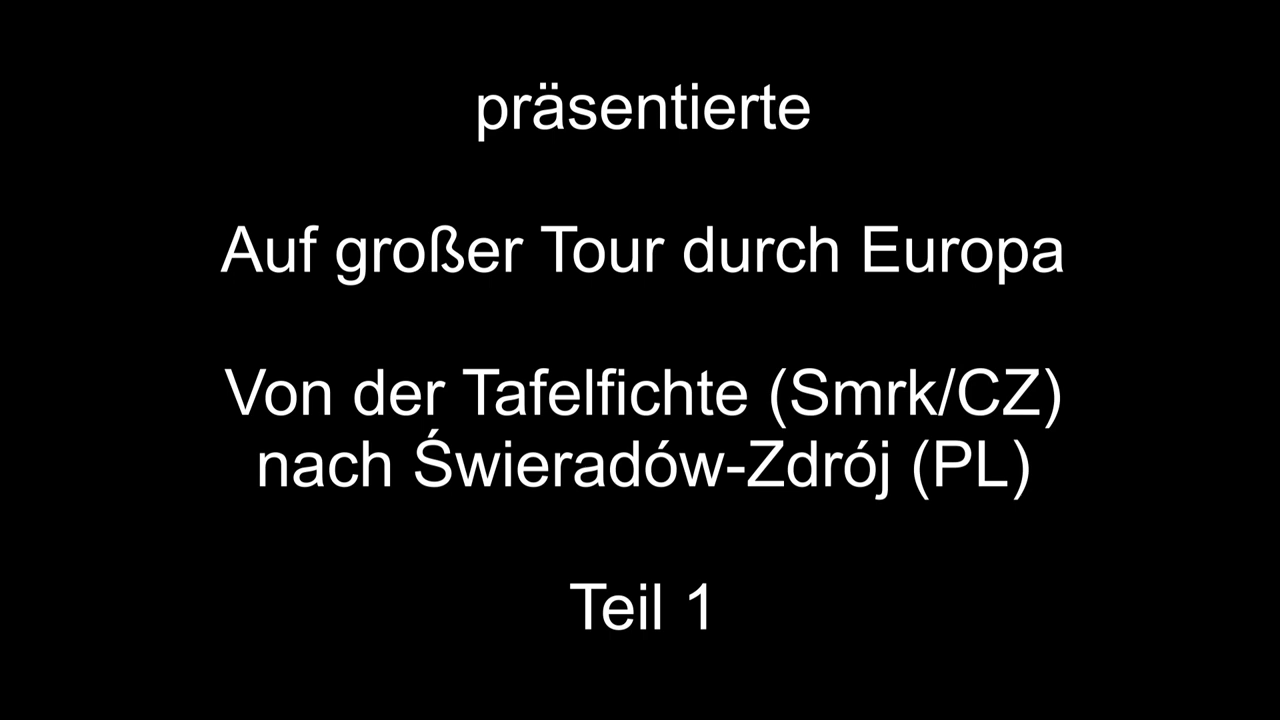 präsentierte
Auf großer Tour durch Europa
Von der Tafelfichte (Smrk/CZ)
nach Świeradów-Zdrój (PL)
Teil 1